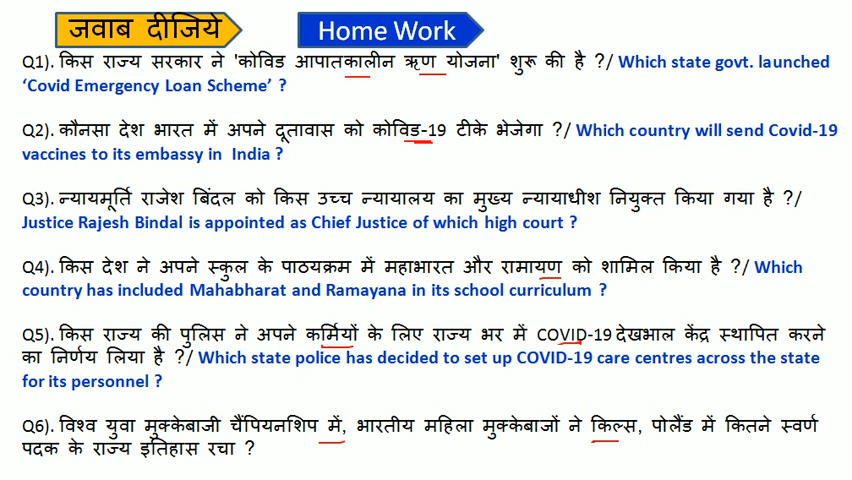 जवाब दीजिये
Home Work
Q1). किस राज्य सरकार ने 'कोविड आपातकालीन ऋण योजना' शुरू की है ?/ Which state govt. launched
‘Covid Emergency Loan Scheme’ ?
Q2). कौनसा देश भारत में अपने दूतावास को कोविड-19 टीके भेजेगा ?/ Which country will send Covid-19
vaccines to its embassy in India ?
Q3). न्यायमूर्ति राजेश बिंदल को किस उच्च न्यायालय का मुख्य न्यायाधीश नियुक्त किया गया है ?/
Justice Rajesh Bindal is appointed as Chief Justice of which high court ?
Q4). किस देश ने अपने स्कुल के पाठयक्रम में महाभारत और रामायण को शामिल किया है ?/ Which
country has included Mahabharat and Ramayana in its school curriculum ?
Q5). किस राज्य की पुलिस ने अपने कर्मियों के लिए राज्य भर में COVID-19 देखभाल केंद्र स्थापित करने
का निर्णय लिया है ?/ Which state police has decided to set up COVID-19 care centres across the state
for its personnel ?
Q6). विश्व युवा मुक्केबाजी चैंपियनशिप में, भारतीय महिला मुक्केबाजों ने किल्स, पोलैंड में कितने स्वर्ण
पदक के राज्य इतिहास रचा ?